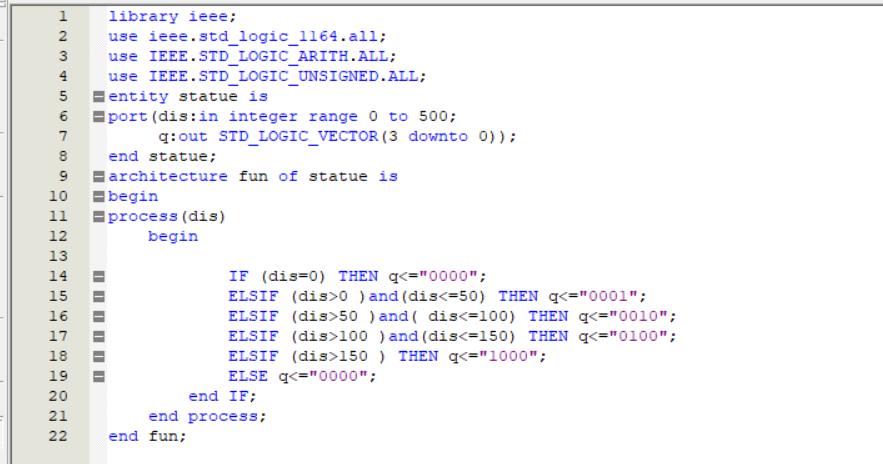 1 library ieee;
2 use ieee.std_logic_1164.all;
3 use IEEE.STD_LOGIC_ARITH.ALL;
4 use IEEE.STD_LOGIC_UNSIGNED.ALL;
5 entity statue is
6 port(dis:in integer range 0 to 500;
7 q:out STD_LOGIC_VECTOR(3 downto 0));
8 end statue;
9 architecture fun of statue is
10 begin
11 process(dis)
12 begin
13
14 IF (dis=0) THEN q<="0000";
15 ELSIF (dis>0 )and(dis<=50) THEN q<="0001";
16 ELSIF (dis>50 )and( dis<=100) THEN q<="0010";
17 ELSIF (dis>100 )and(dis<=150) THEN q<="0100";
18 ELSIF (dis>150 ) THEN q<="1000";
19 ELSE q<="0000";
20 end IF;
21 end process;
22 end fun;